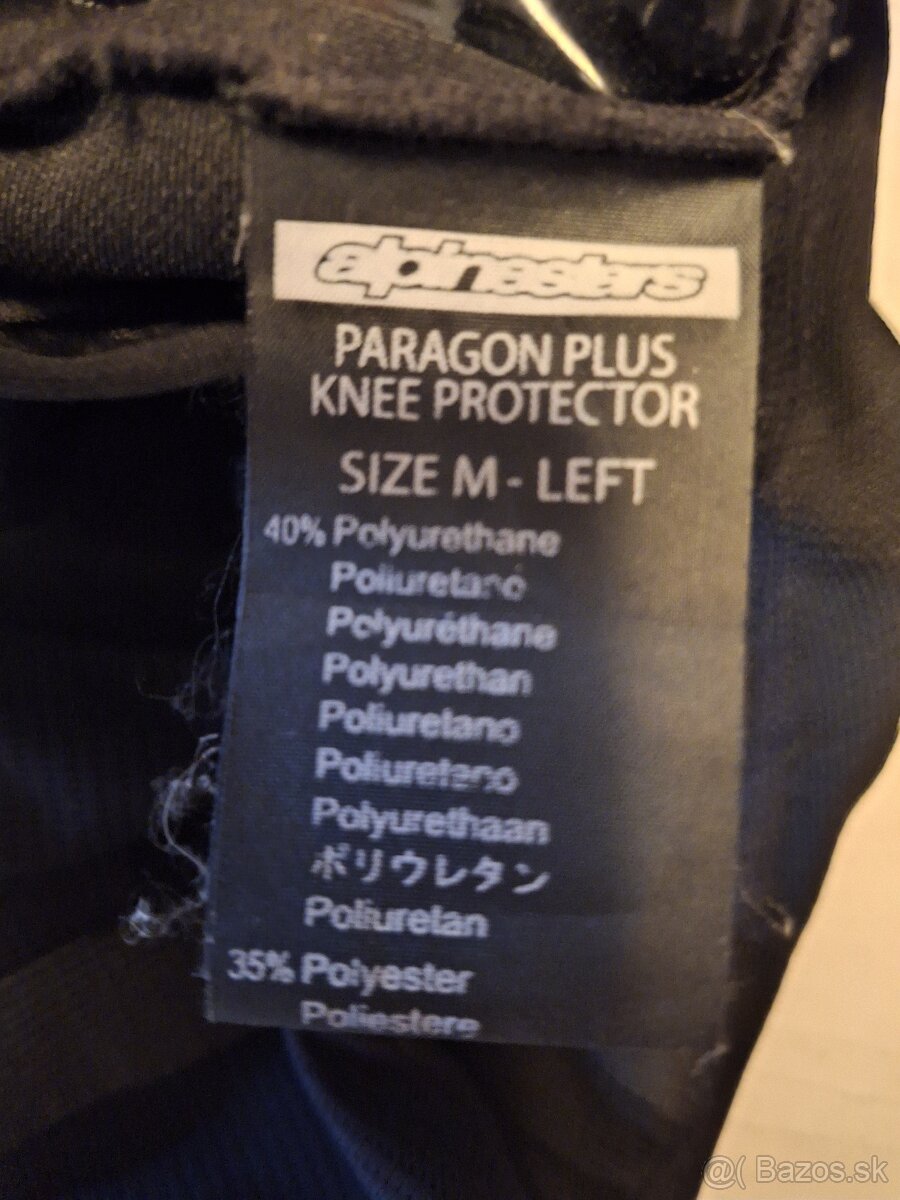 alpinestars
PARAGON PLUS
KNEE PROTECTOR
SIZE M - LEFT
40% Polyurethane
Poliuretano
Polyuréthane
Polyurethan
Poliuretano
Poliuretano
Polyurethaan
ポリウレタン
Poliuretan
35% Polyester
Poliestere
@( Bazos.sk